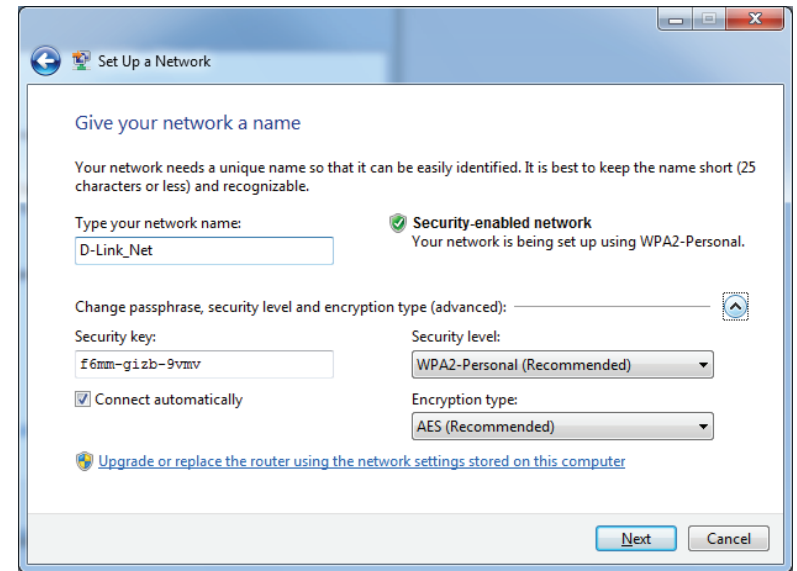 Set Up a Network
Give your network a name
Your network needs a unique name so that it can be easily identified. It is best to keep the name short (25
characters or less) and recognizable.
Type your network name:
D-Link_Net
Security-enabled network
Your network is being set up using WPA2-Personal.
Change passphrase, security level and encryption type (advanced):
Security key:
f6mm-gizb-9vmv
Security level:
WPA2-Personal (Recommended)
Connect automatically
Encryption type:
AES (Recommended)
Upgrade or replace the router using the network settings stored on this computer
Next
Cancel